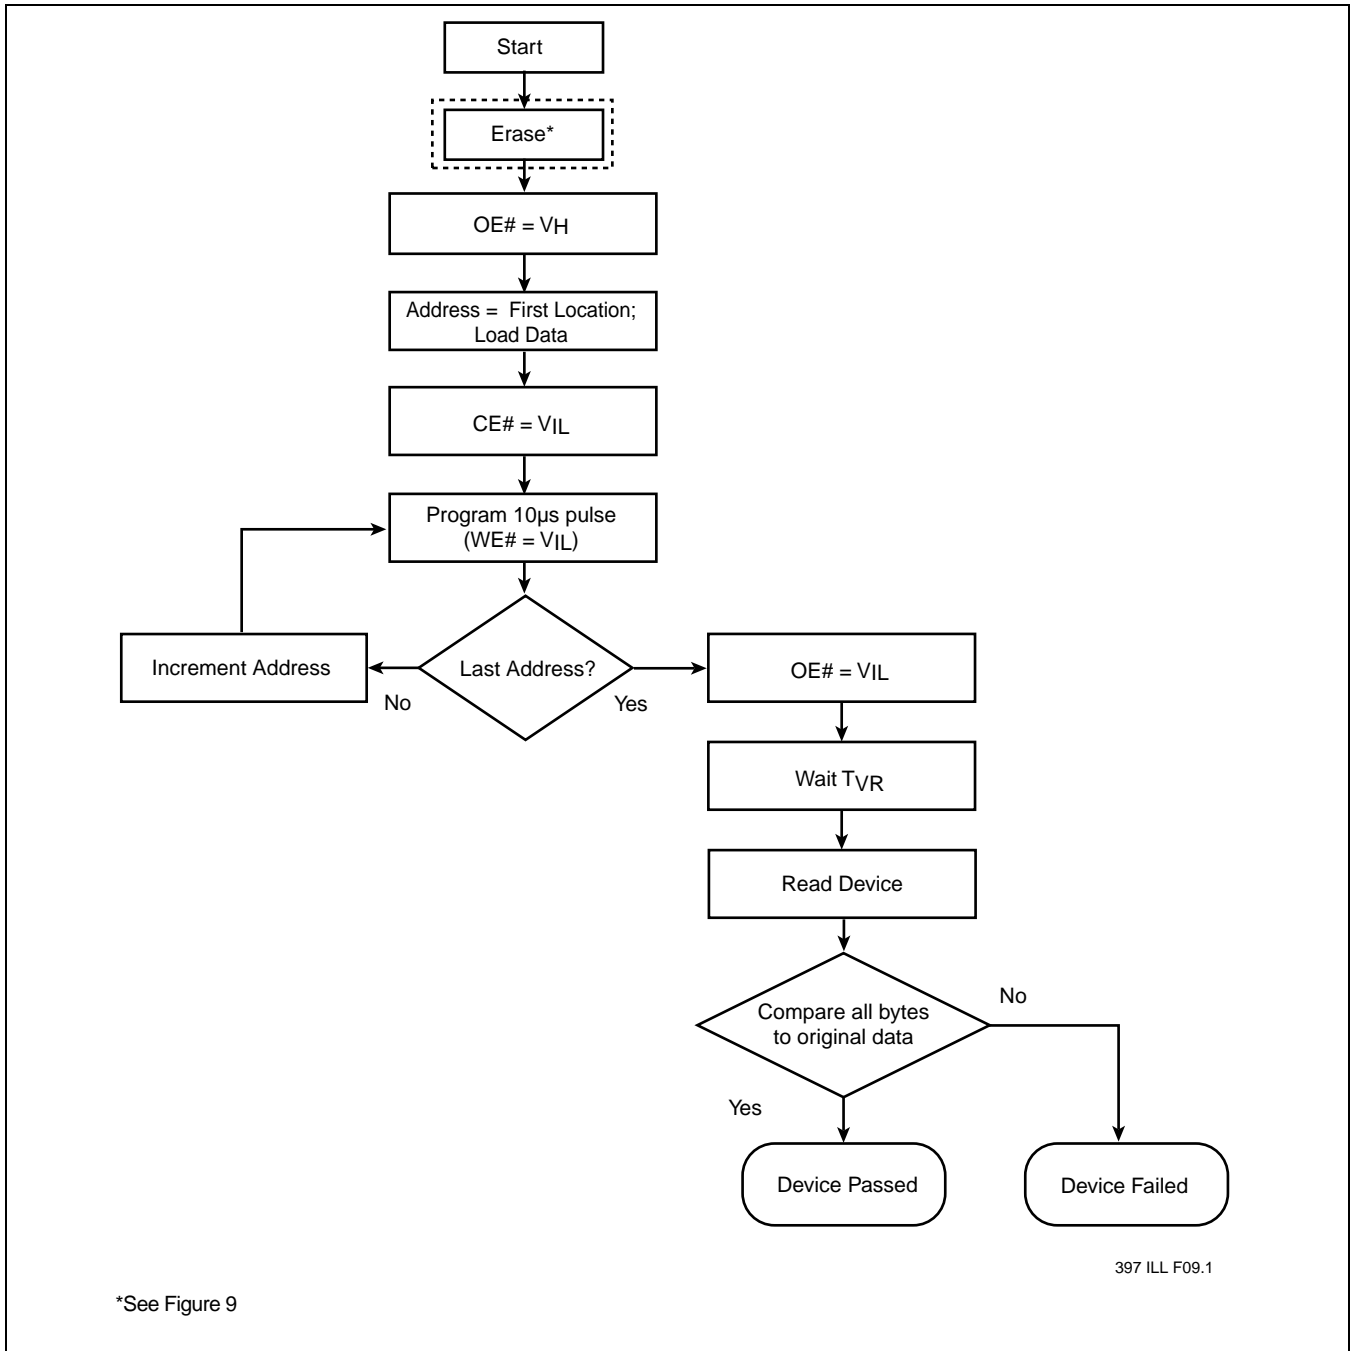 Start
Erase*
OE# = VH
Address = First Location;
Load Data
CE# = VIL
Program 10µs pulse
(WE# = VIL)
Last Address?
No
Yes
Increment Address
OE# = VIL
Wait TVR
Read Device
Compare all bytes
to original data
No
Yes
Device Passed
Device Failed
397 ILL F09.1
*See Figure 9